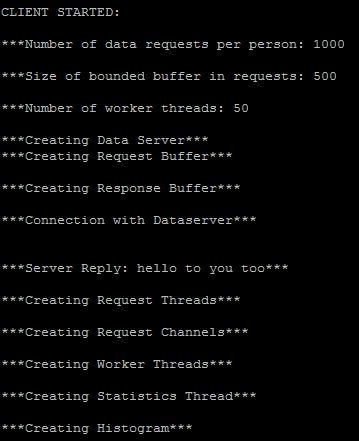 CLIENT STARTED:
***Number of data requests per person: 1000
***Size of bounded buffer in requests: 500
***Number of worker threads: 50
***Creating Data Server***
***Creating Request Buffer***
***Creating Response Buffer***
***Connection with Dataserver***
***Server Reply: hello to you too***
***Creating Request Threads***
***Creating Request Channels***
***Creating Worker Threads***
***Creating Statistics Thread***
***Creating Histogram***